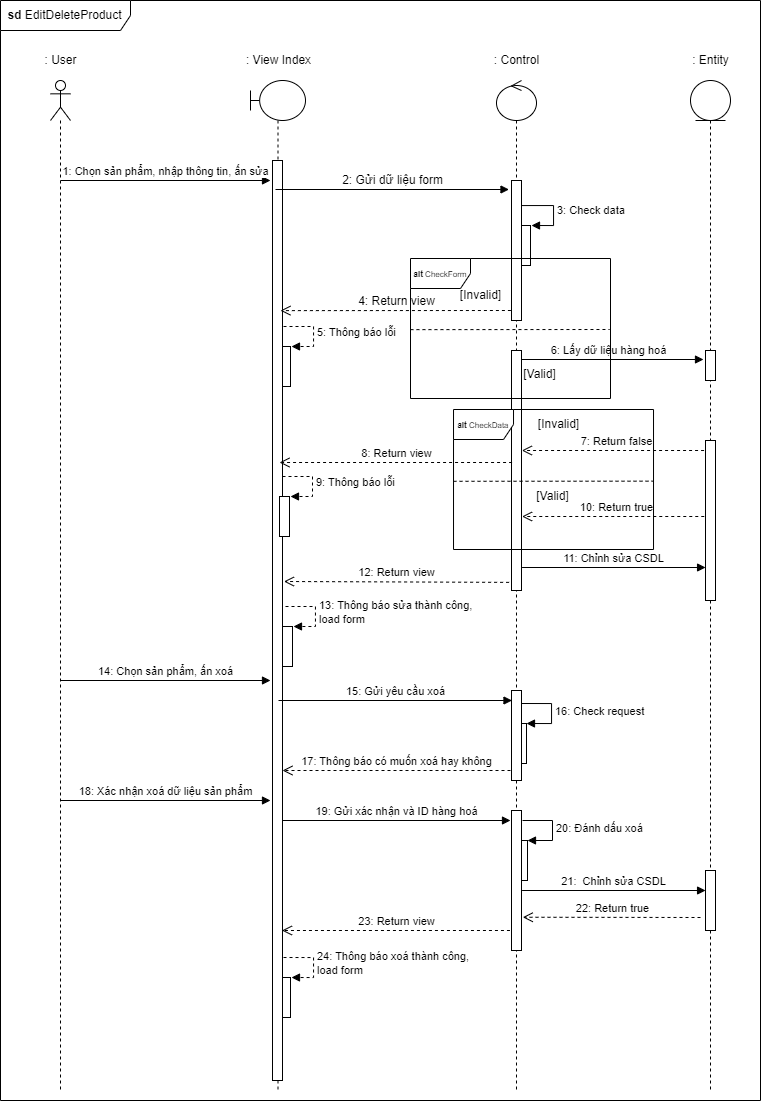 sd EditDeleteProduct
: User
: View Index
: Control
: Entity
1: Chọn sản phẩm, nhập thông tin, ấn sửa
2: Gửi dữ liệu form
3: Check data
alt CheckForm
[Invalid]
4: Return view
5: Thông báo lỗi
6: Lấy dữ liệu hàng hoá
[Valid]
alt CheckData
[Invalid]
7: Return false
8: Return view
9: Thông báo lỗi
[Valid]
10: Return true
11: Chỉnh sửa CSDL
12: Return view
13: Thông báo sửa thành công,
load form
14: Chọn sản phẩm, ấn xoá
15: Gửi yêu cầu xoá
16: Check request
17: Thông báo có muốn xoá hay không
18: Xác nhận xoá dữ liệu sản phẩm
19: Gửi xác nhận và ID hàng hoá
20: Đánh dấu xoá
21: Chỉnh sửa CSDL
22: Return true
23: Return view
24: Thông báo xoá thành công,
load form